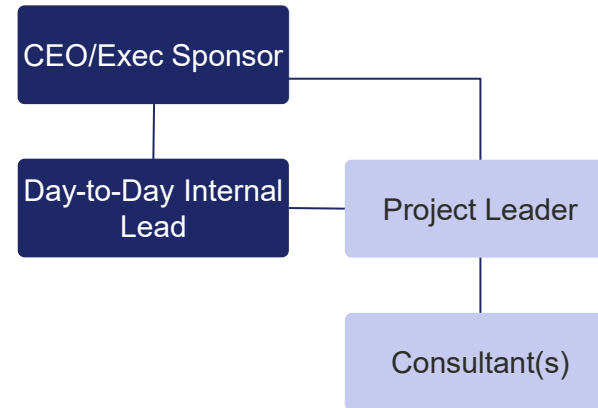 CEO/Exec Sponsor
Day-to-Day Internal
Lead
Project Leader
Consultant(s)